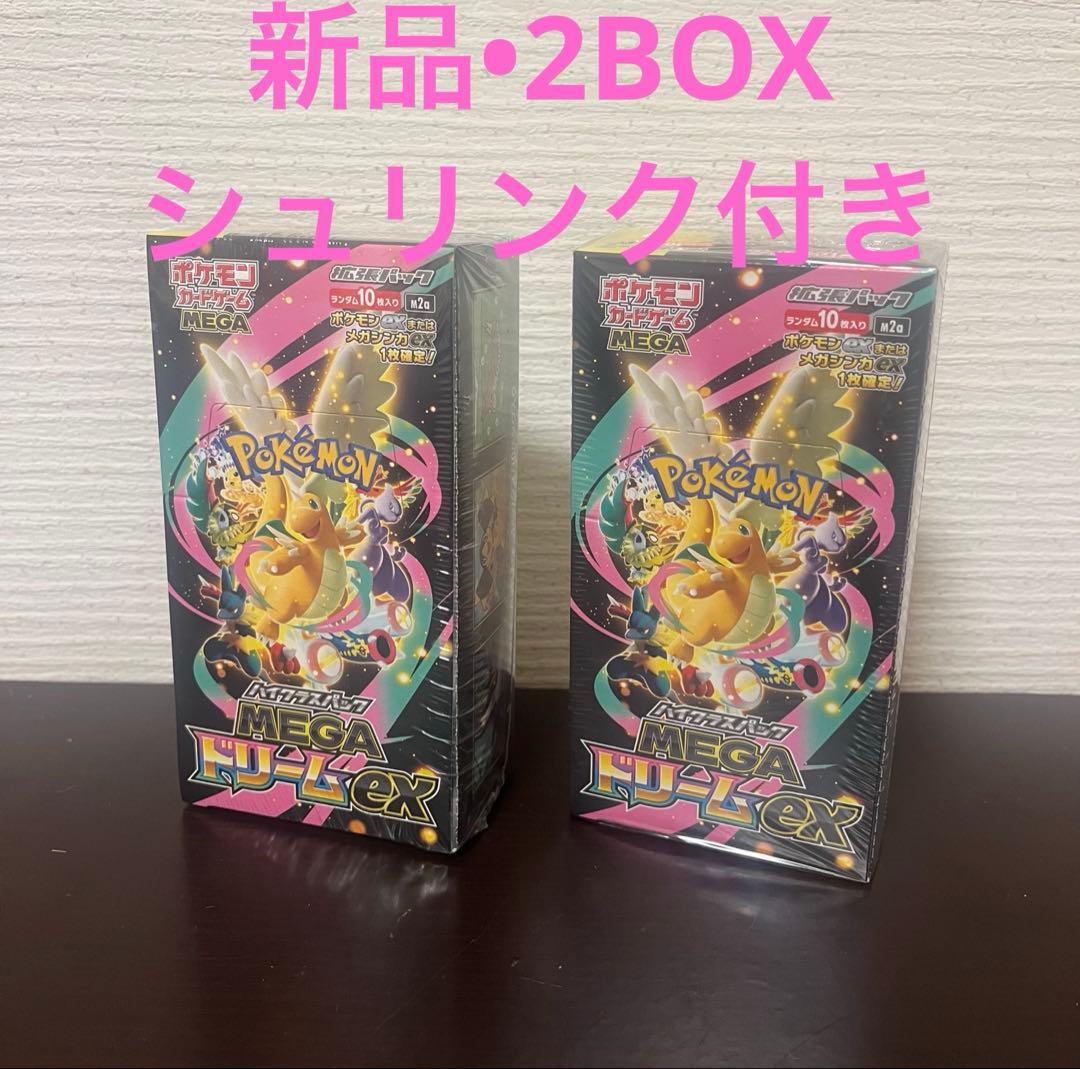 新品•2BOX
シュリンク付き
ポケモン
カードゲーム
MEGA
拡張パック
ランダム10枚入り M2a
ポケモンexまたは
メガシンカex
1枚確定!
POKéMON
ハイクラスパック
MEGA
ドリームex
ポケモン
カードゲーム
MEGA
拡張パック
ランダム10枚入り M2a
ポケモンexまたは
メガシンカex
1枚確定!
POKéMON
ハイクラスパック
MEGA
ドリームex